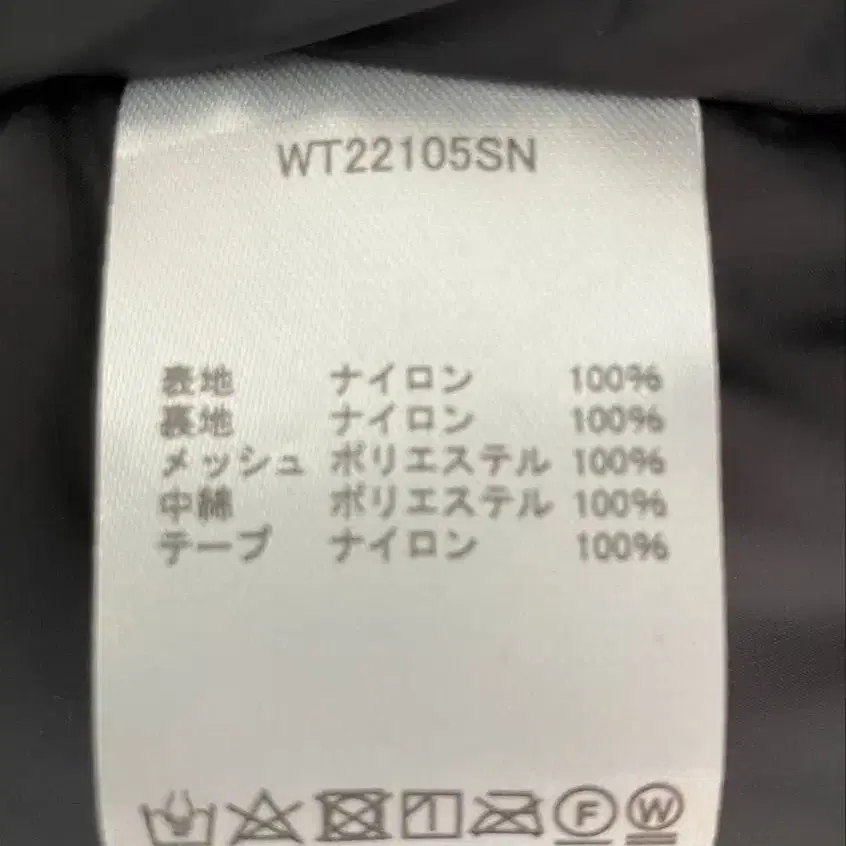 WT22105SN
表地 ナイロン 100%
裏地 ナイロン 100%
メッシュ ポリエステル 100%
中綿 ポリエステル 100%
テープ ナイロン 100%
F W